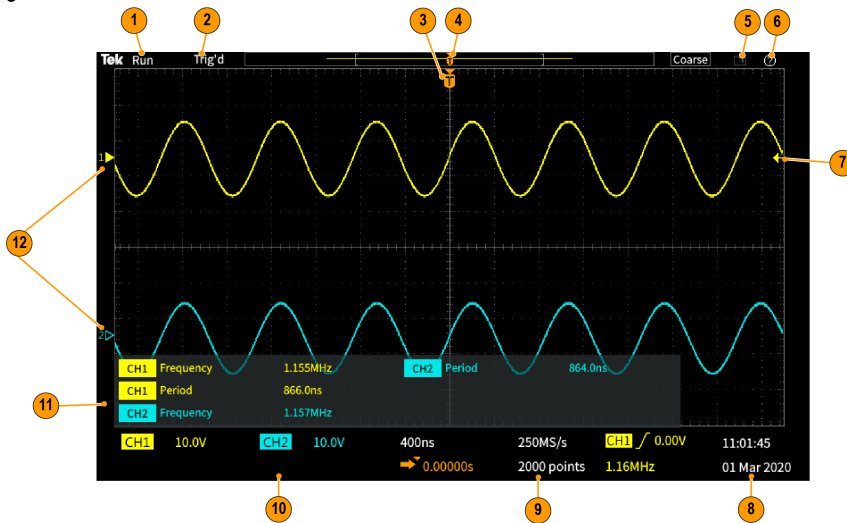 1 2 3 4 5 6
Tek Run Trig'd T Coarse ?
T
1
7
12
2
CH1 Frequency 1.155MHz CH2 Period 864.0ns
CH1 Period 866.0ns
11
CH2 Frequency 1.157MHz
CH1 10.0V CH2 10.0V 400ns 250MS/s CH1 0.00V 11:01:45
0.00000s 2000 points 1.16MHz 01 Mar 2020
10 9 8